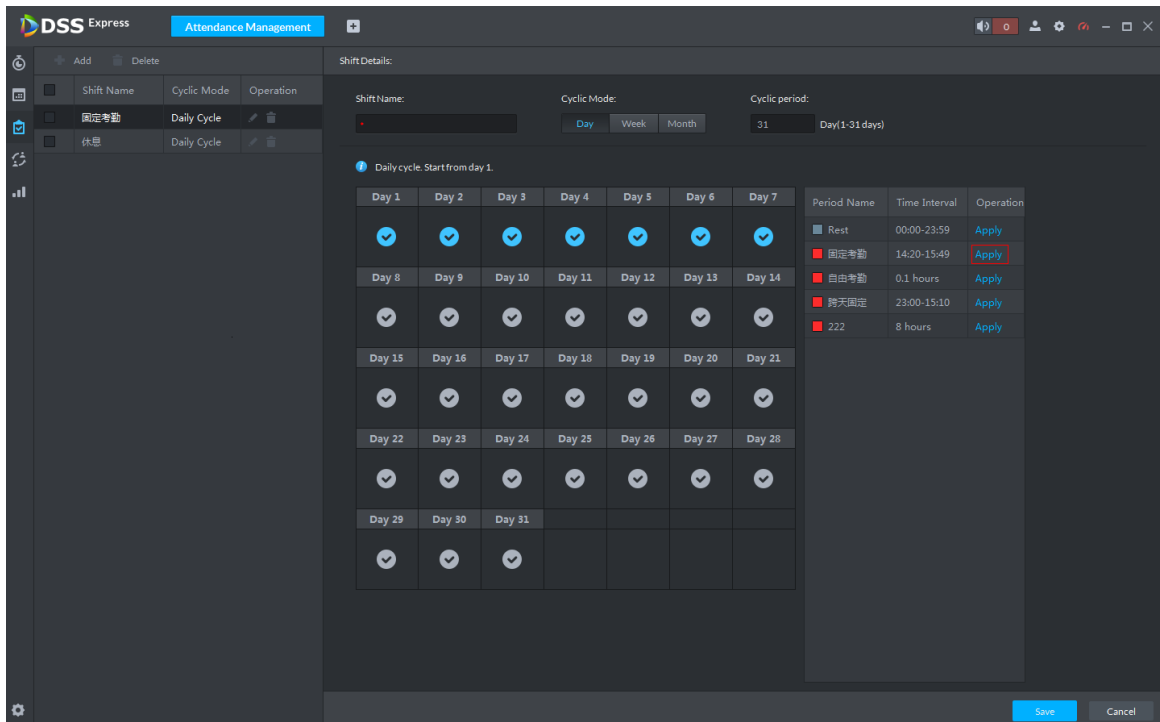 DSS Express
Attendance Management
0
Add Delete
Shift Details:
Shift Name Cyclic Mode Operation
固定考勤 Daily Cycle
休息 Daily Cycle
Shift Name: Cyclic Mode: Cyclic period:
* Day Week Month 31 Day(1-31 days)
Daily cycle. Start from day 1.
Day 1 Day 2 Day 3 Day 4 Day 5 Day 6 Day 7
Day 8 Day 9 Day 10 Day 11 Day 12 Day 13 Day 14
Day 15 Day 16 Day 17 Day 18 Day 19 Day 20 Day 21
Day 22 Day 23 Day 24 Day 25 Day 26 Day 27 Day 28
Day 29 Day 30 Day 31
Period Name Time Interval Operation
Rest 00:00-23:59 Apply
固定考勤 14:20-15:49 Apply
自由考勤 0.1 hours Apply
跨天固定 23:00-15:10 Apply
222 8 hours Apply
Save Cancel